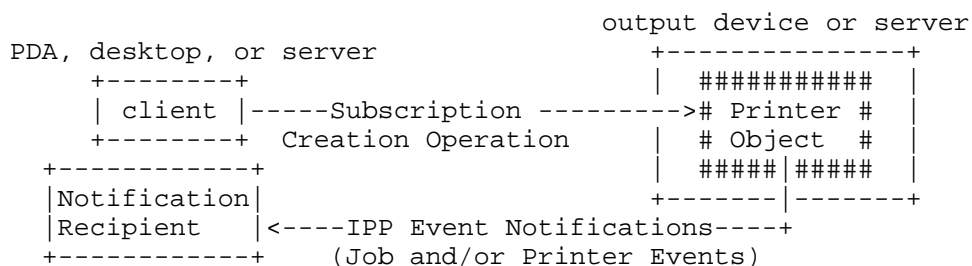 output device or server
PDA, desktop, or server +---------------+
+--------+ | ########### |
| client |-----Subscription ---------># Printer # |
+--------+ Creation Operation | # Object # |
+------------+ | #####|##### |
|Notification| +-------|-------+
|Recipient |<----IPP Event Notifications----+
+------------+ (Job and/or Printer Events)